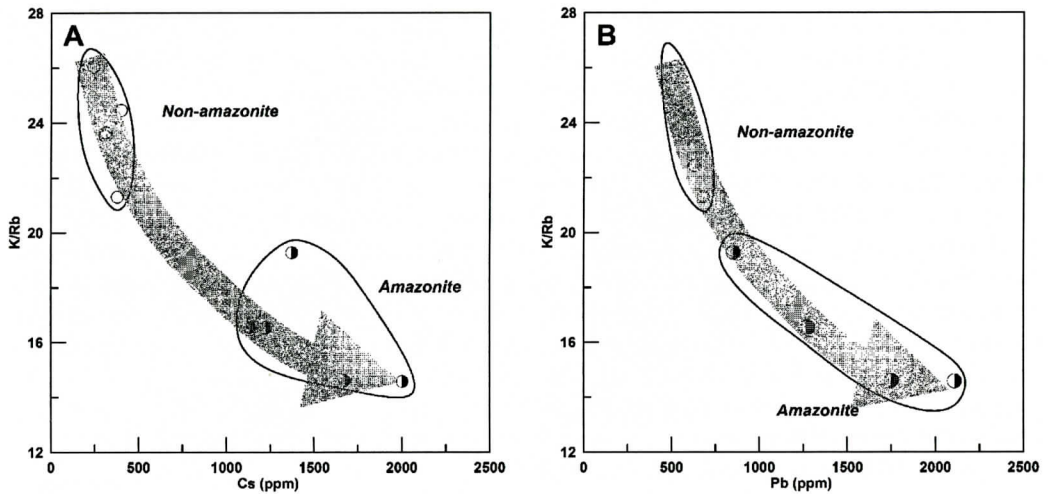 A
28
24
20
16
12
K/Rb
Non-amazonite
Amazonite
0 500 1000 1500 2000 2500
Cs (ppm)
B
28
24
20
16
12
K/Rb
Non-amazonite
Amazonite
0 500 1000 1500 2000 2500
Pb (ppm)